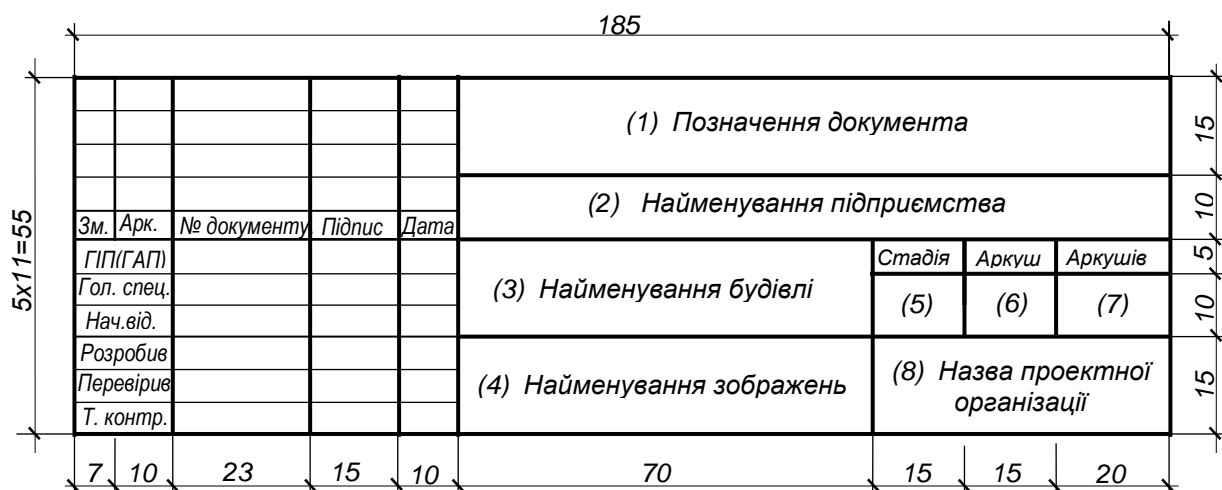 185
(1) Позначення документа
15
(2) Найменування підприємства
10
5x11=55
Зм. Арк. № документу Підпис Дата
ГІП(ГАП)
Гол. спец.
Нач.від.
Розробив
Перевірив
Т. контр.
(3) Найменування будівлі
Стадія Аркуш Аркушів
5
(5) (6) (7)
10
(4) Найменування зображень
(8) Назва проектної
організації
15
7 10 23 15 10 70 15 15 20